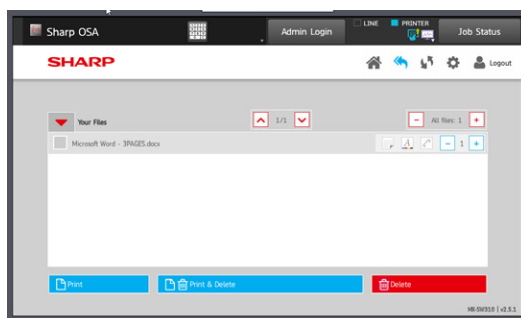 Sharp OSA
Admin Login
LINE
PRINTER
Job Status
SHARP
Logout
Your Files
1/1
All files: 1
Microsoft Word - 3PAGES.docx
A
1
Print
Print & Delete
Delete
MX-SW310 | v2.5.1